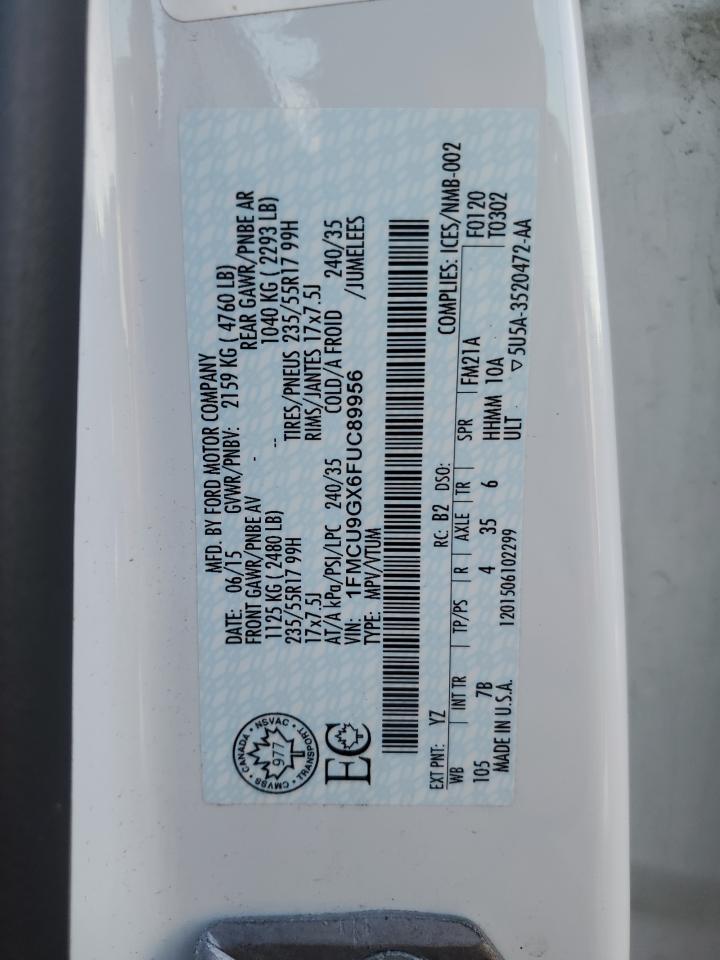 MFD. BY FORD MOTOR COMPANY
DATE: 06/15 GVWR/PNBV: 2159 KG ( 4760 LB)
FRONT GAWR/PNBE AV - REAR GAWR/PNBE AR
1125 KG ( 2480 LB) -- 1040 KG ( 2293 LB)
235/55R17 99H TIRES/PNEUS 235/55R17 99H
17x7.5J RIMS/JANTES 17x7.5J
AT/A kPa/PSI/LPC 240/35 COLD/A FROID 240/35
VIN: 1FMCU9GX6FUC89956 /JUMELEES
TYPE: MPV/VTUM
CANADA · NSVAC · TRANSPORT · CMVSS ·
977
EC
EXT PNT: YZ RC: B2 DSO: COMPLIES: ICES/NMB-002
WB INT TR TP/PS R AXLE TR SPR FM21A F0120
105 7B 4 35 6 HHMM 10A T0302
MADE IN U.S.A. 1201506102299 ULT ▽5U5A-3520472-AA